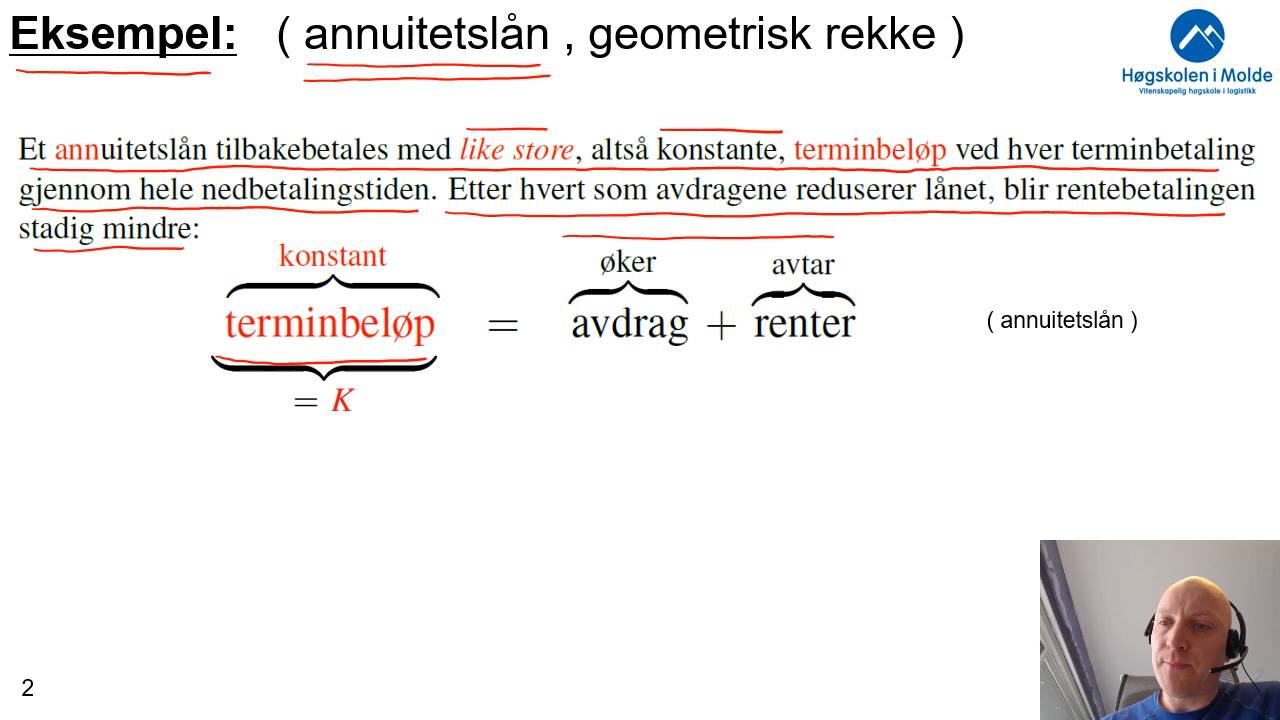 Eksempel: ( annuitetslån , geometrisk rekke )
Høgskolen i Molde
Vitenskapelig høgskole i logistikk
Et annuitetslån tilbakebetales med like store, altså konstante, terminbeløp ved hver terminbetaling
gjennom hele nedbetalingstiden. Etter hvert som avdragene reduserer lånet, blir rentebetalingen
stadig mindre:
konstant øker avtar
terminbeløp = avdrag + renter ( annuitetslån )
= K
2